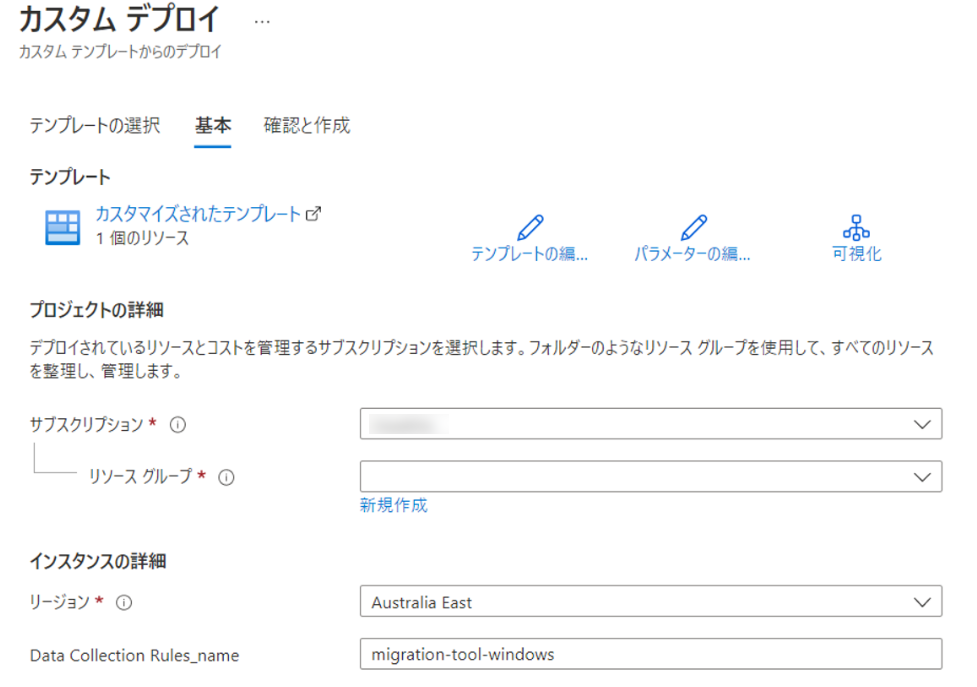 カスタム デプロイ ...
カスタム テンプレートからのデプロイ
テンプレートの選択 基本 確認と作成
テンプレート
カスタマイズされたテンプレート
1 個のリソース
テンプレートの編... パラメーターの編... 可視化
プロジェクトの詳細
デプロイされているリソースとコストを管理するサブスクリプションを選択します。フォルダーのようなリソース グループを使用して、すべてのリソース
を整理し、管理します。
サブスクリプション *
リソース グループ *
新規作成
インスタンスの詳細
リージョン * Australia East
Data Collection Rules_name migration-tool-windows